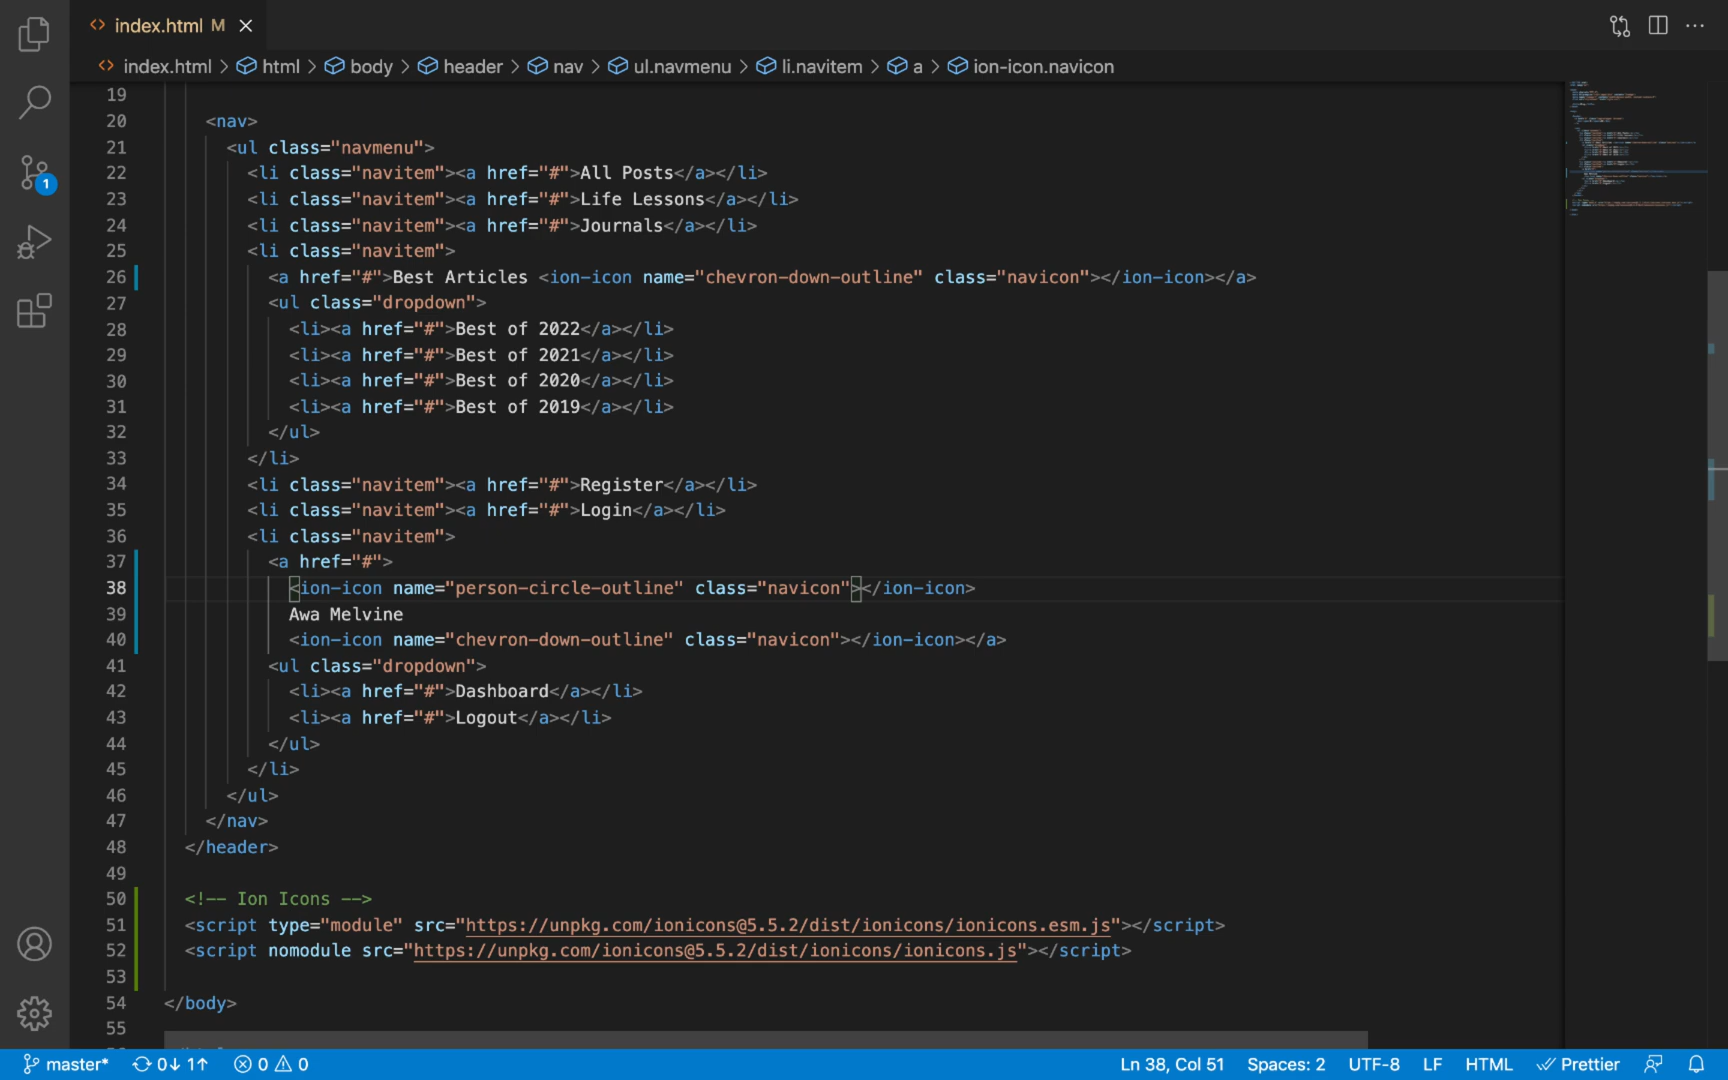 index.html M
index.html > html > body > header > nav > ul.navmenu > li.navitem > a > ion-icon.navicon
19
20 <nav>
21 <ul class="navmenu">
22 <li class="navitem"><a href="#">All Posts</a></li>
23 <li class="navitem"><a href="#">Life Lessons</a></li>
24 <li class="navitem"><a href="#">Journals</a></li>
25 <li class="navitem">
26 <a href="#">Best Articles <ion-icon name="chevron-down-outline" class="navicon"></ion-icon></a>
27 <ul class="dropdown">
28 <li><a href="#">Best of 2022</a></li>
29 <li><a href="#">Best of 2021</a></li>
30 <li><a href="#">Best of 2020</a></li>
31 <li><a href="#">Best of 2019</a></li>
32 </ul>
33 </li>
34 <li class="navitem"><a href="#">Register</a></li>
35 <li class="navitem"><a href="#">Login</a></li>
36 <li class="navitem">
37 <a href="#">
38 <ion-icon name="person-circle-outline" class="navicon"></ion-icon>
39 Awa Melvine
40 <ion-icon name="chevron-down-outline" class="navicon"></ion-icon></a>
41 <ul class="dropdown">
42 <li><a href="#">Dashboard</a></li>
43 <li><a href="#">Logout</a></li>
44 </ul>
45 </li>
46 </ul>
47 </nav>
48 </header>
49
50 <!-- Ion Icons -->
51 <script type="module" src="https://unpkg.com/ionicons@5.5.2/dist/ionicons/ionicons.esm.js"></script>
52 <script nomodule src="https://unpkg.com/ionicons@5.5.2/dist/ionicons/ionicons.js"></script>
53
54 </body>
55
1
master* 0↓ 1↑ 0 0 Ln 38, Col 51 Spaces: 2 UTF-8 LF HTML Prettier